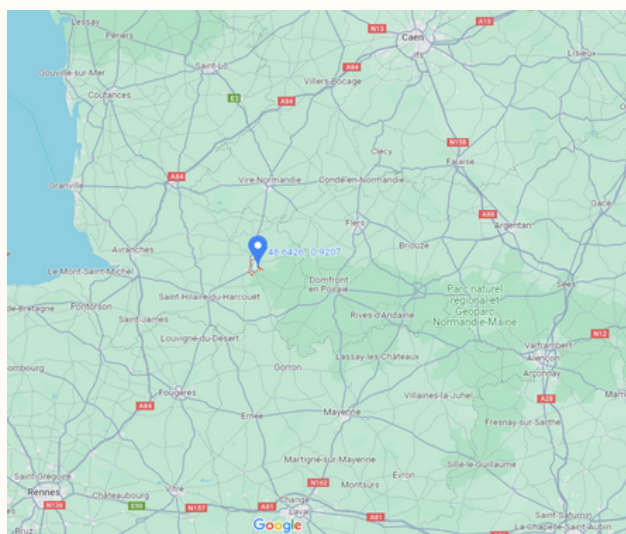 Lessay
N13
A13
Périers
Caen
Ifs
Saint-Lô
Lisieux
Gouville-sur-Mer
Villers-Bocage
A84
Coutances
E3
A84
N158
Clécy
Falaise
Granville
A84
Vire-Normandie
Condé-en-Normandie
Gacé
A88
Flers
Argentan
Avranches
48.6426, -0.9207
Briouze
Le Mont-Saint-Michel
Domfront
en Poiraie
Parc naturel
régional et
Géoparc
Normandie-Maine
Sées
Saint-Hilaire-du-Harcouët
Pontorson
Saint-James
Rives-d'Andaine
N12
Louvigné-du-Désert
Lassay-les-Châteaux
Valframbert
Alençon
Arçonnay
Gorron
Fougères
Villaines-la-Juhel
A28
A84
Ernée
Mayenne
Fresnay-sur-Sarthe
Martigné-sur-Mayenne
Sillé-le-Guillaume
Saint-Grégoire
Rennes
N162
Évron
Montsûrs
Châteaubourg
Vitré
Changé
N136
E50
N157
A81
Laval
A81
Saint-Saturnin
La Chapelle-Saint-Aubin
Bruz
Google